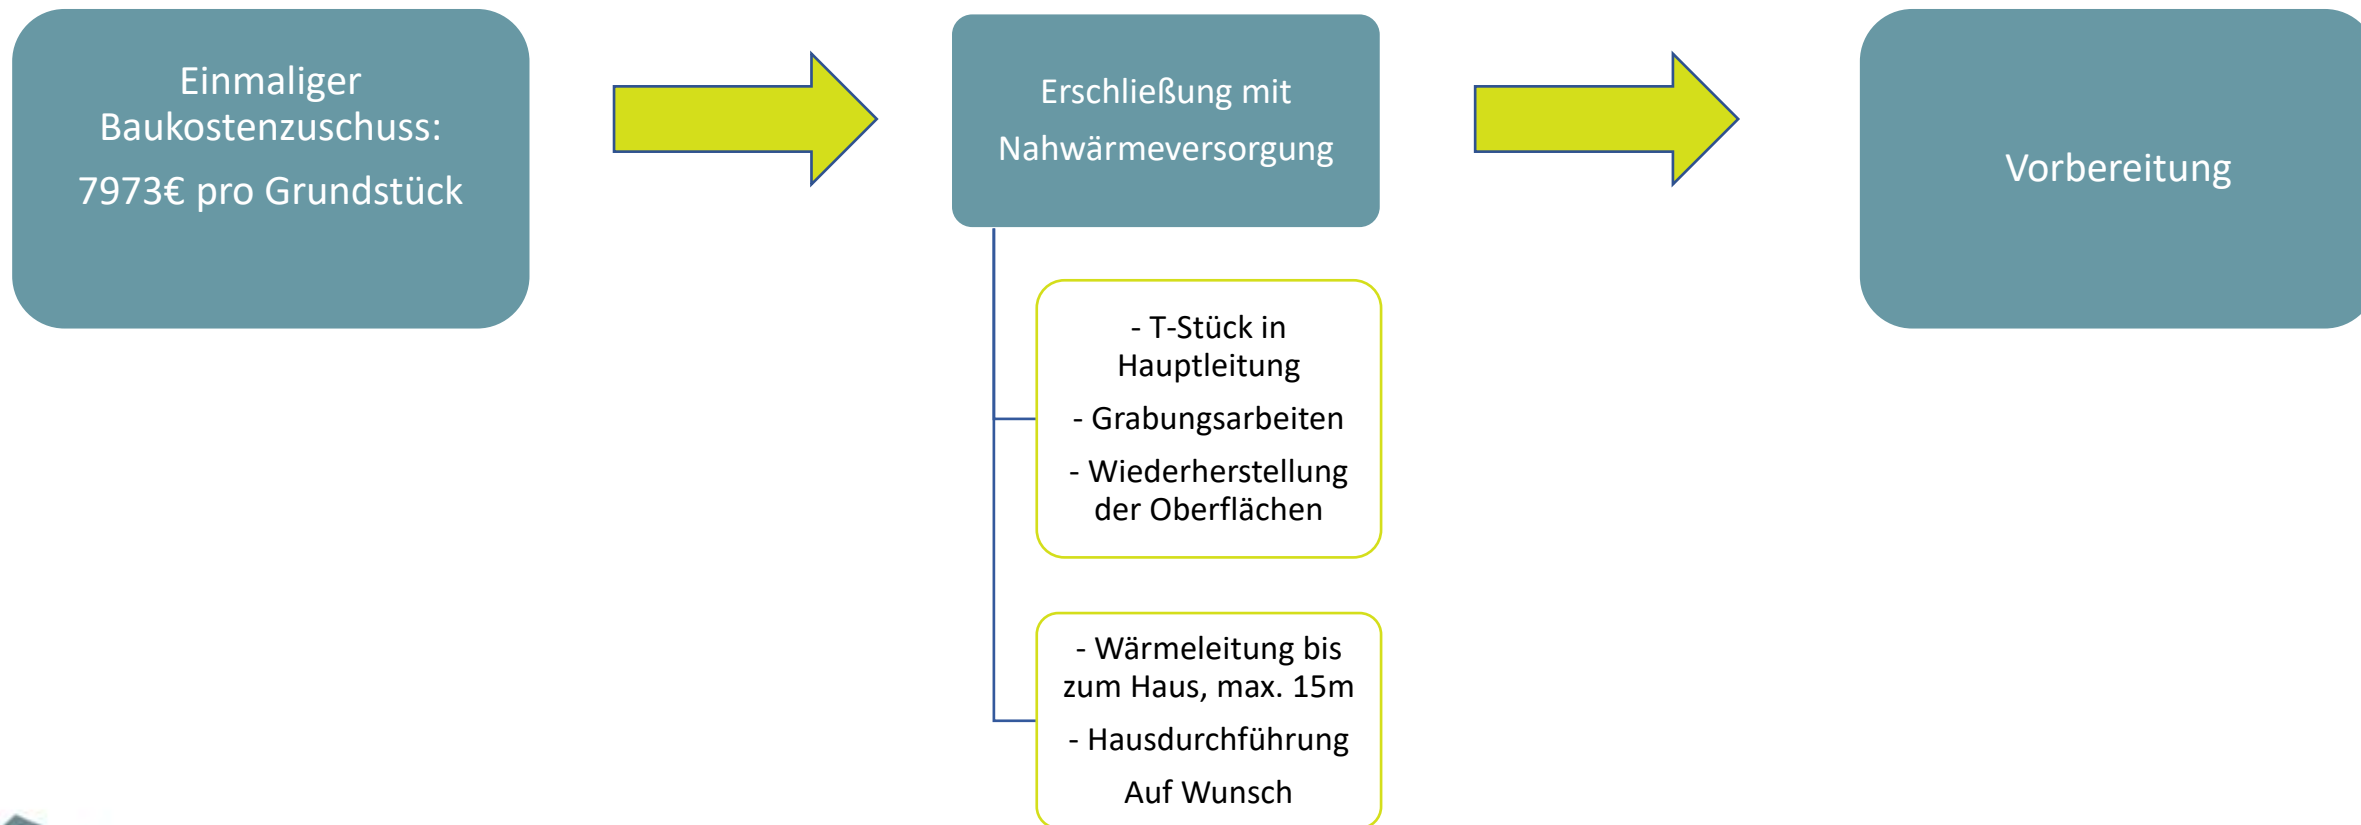 Einmaliger
Baukostenzuschuss:
7973€ pro Grundstück
Erschließung mit
Nahwärmeversorgung
- T-Stück in
Hauptleitung
- Grabungsarbeiten
- Wiederherstellung
der Oberflächen
- Wärmeleitung bis
zum Haus, max. 15m
- Hausdurchführung
Auf Wunsch
Vorbereitung